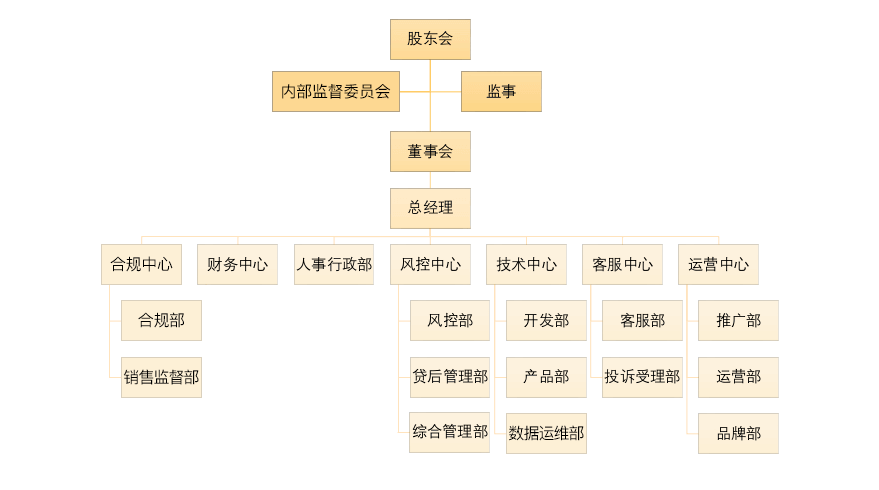 股东会
内部监督委员会
监事
董事会
总经理
合规中心
财务中心
人事行政部
风控中心
技术中心
客服中心
运营中心
合规部
风控部
开发部
客服部
推广部
销售监督部
贷后管理部
产品部
投诉受理部
运营部
综合管理部
数据运维部
品牌部